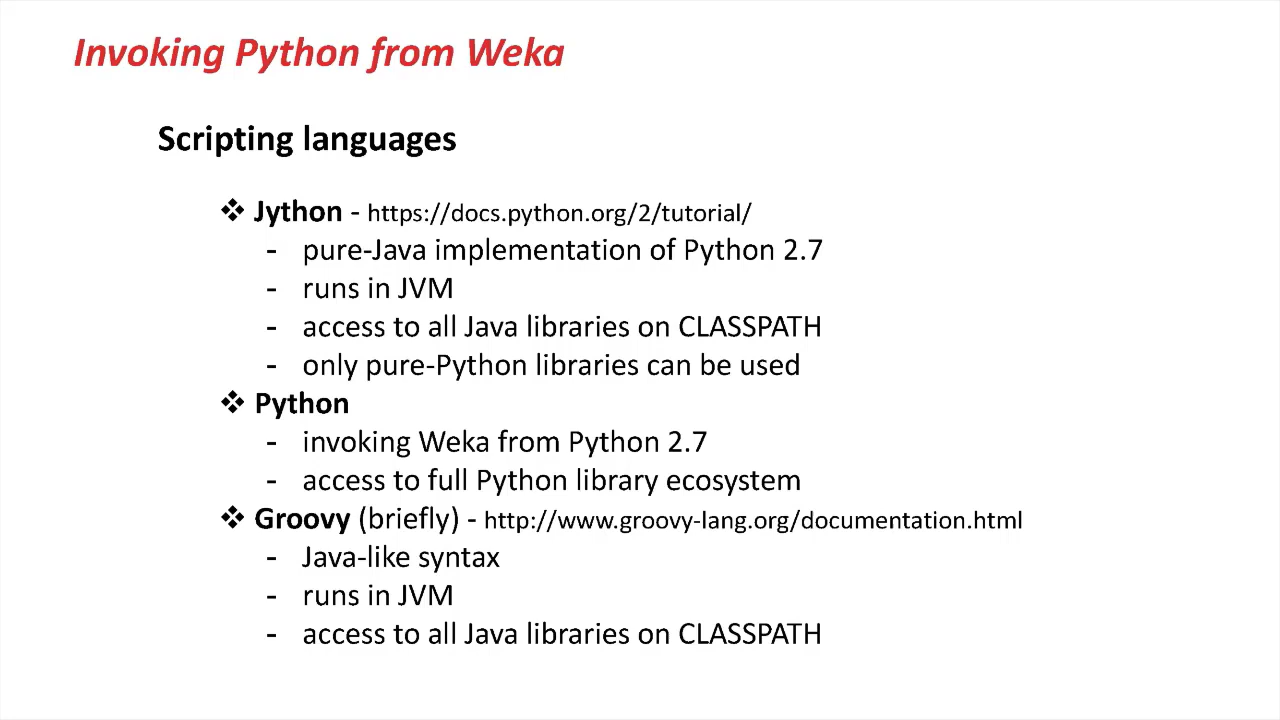 Invoking Python from Weka
Scripting languages
❖ Jython - https://docs.python.org/2/tutorial/
- pure-Java implementation of Python 2.7
- runs in JVM
- access to all Java libraries on CLASSPATH
- only pure-Python libraries can be used
❖ Python
- invoking Weka from Python 2.7
- access to full Python library ecosystem
❖ Groovy (briefly) - http://www.groovy-lang.org/documentation.html
- Java-like syntax
- runs in JVM
- access to all Java libraries on CLASSPATH